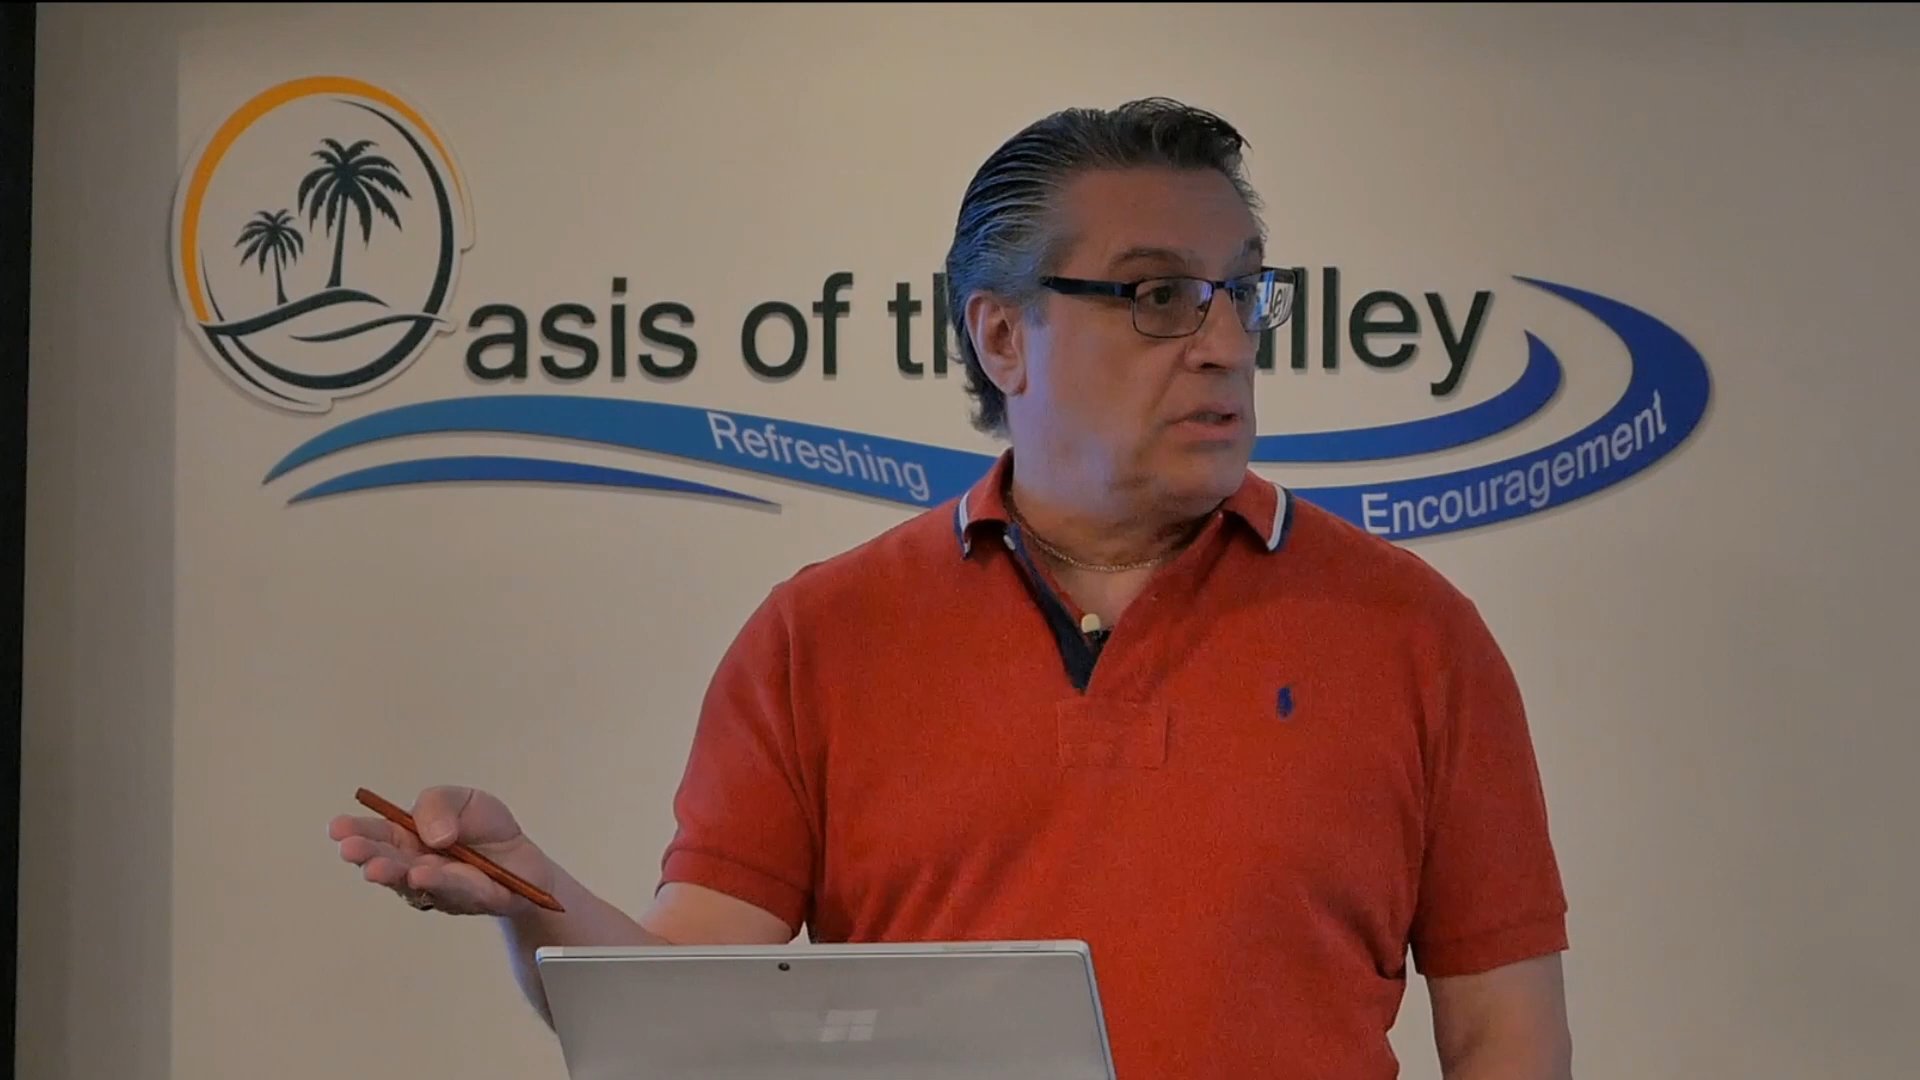 asis of th lley
Refreshing
Encouragement